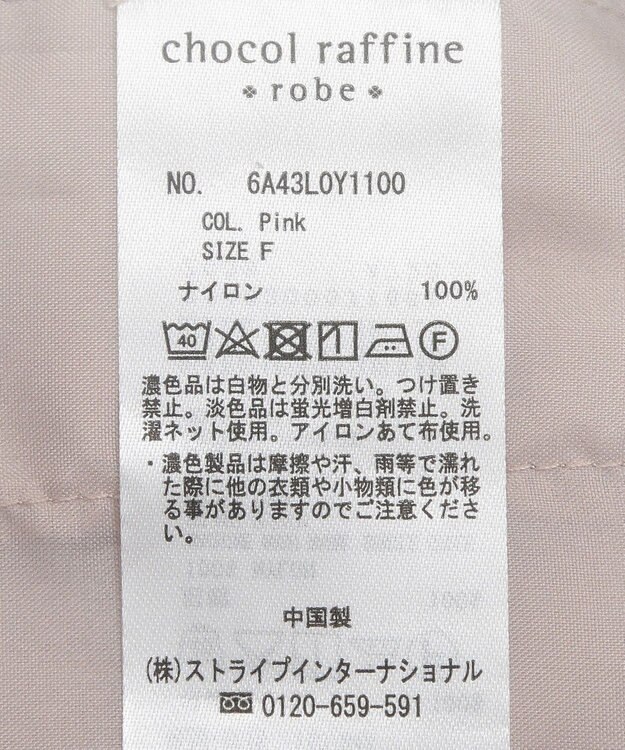 chocol raffine
robe
NO. 6A43L0Y1100
COL. Pink
SIZE F
ナイロン 100%
40 F
濃色品は白物と分別洗い。つけ置き
禁止。淡色品は蛍光増白剤禁止。洗
濯ネット使用。アイロンあて布使用。
・濃色製品は摩擦や汗、雨等で濡れ
た際に他の衣類や小物類に色が移
る事がありますのでご注意くださ
い。
中国製
(株)ストライプインターナショナル
0120-659-591